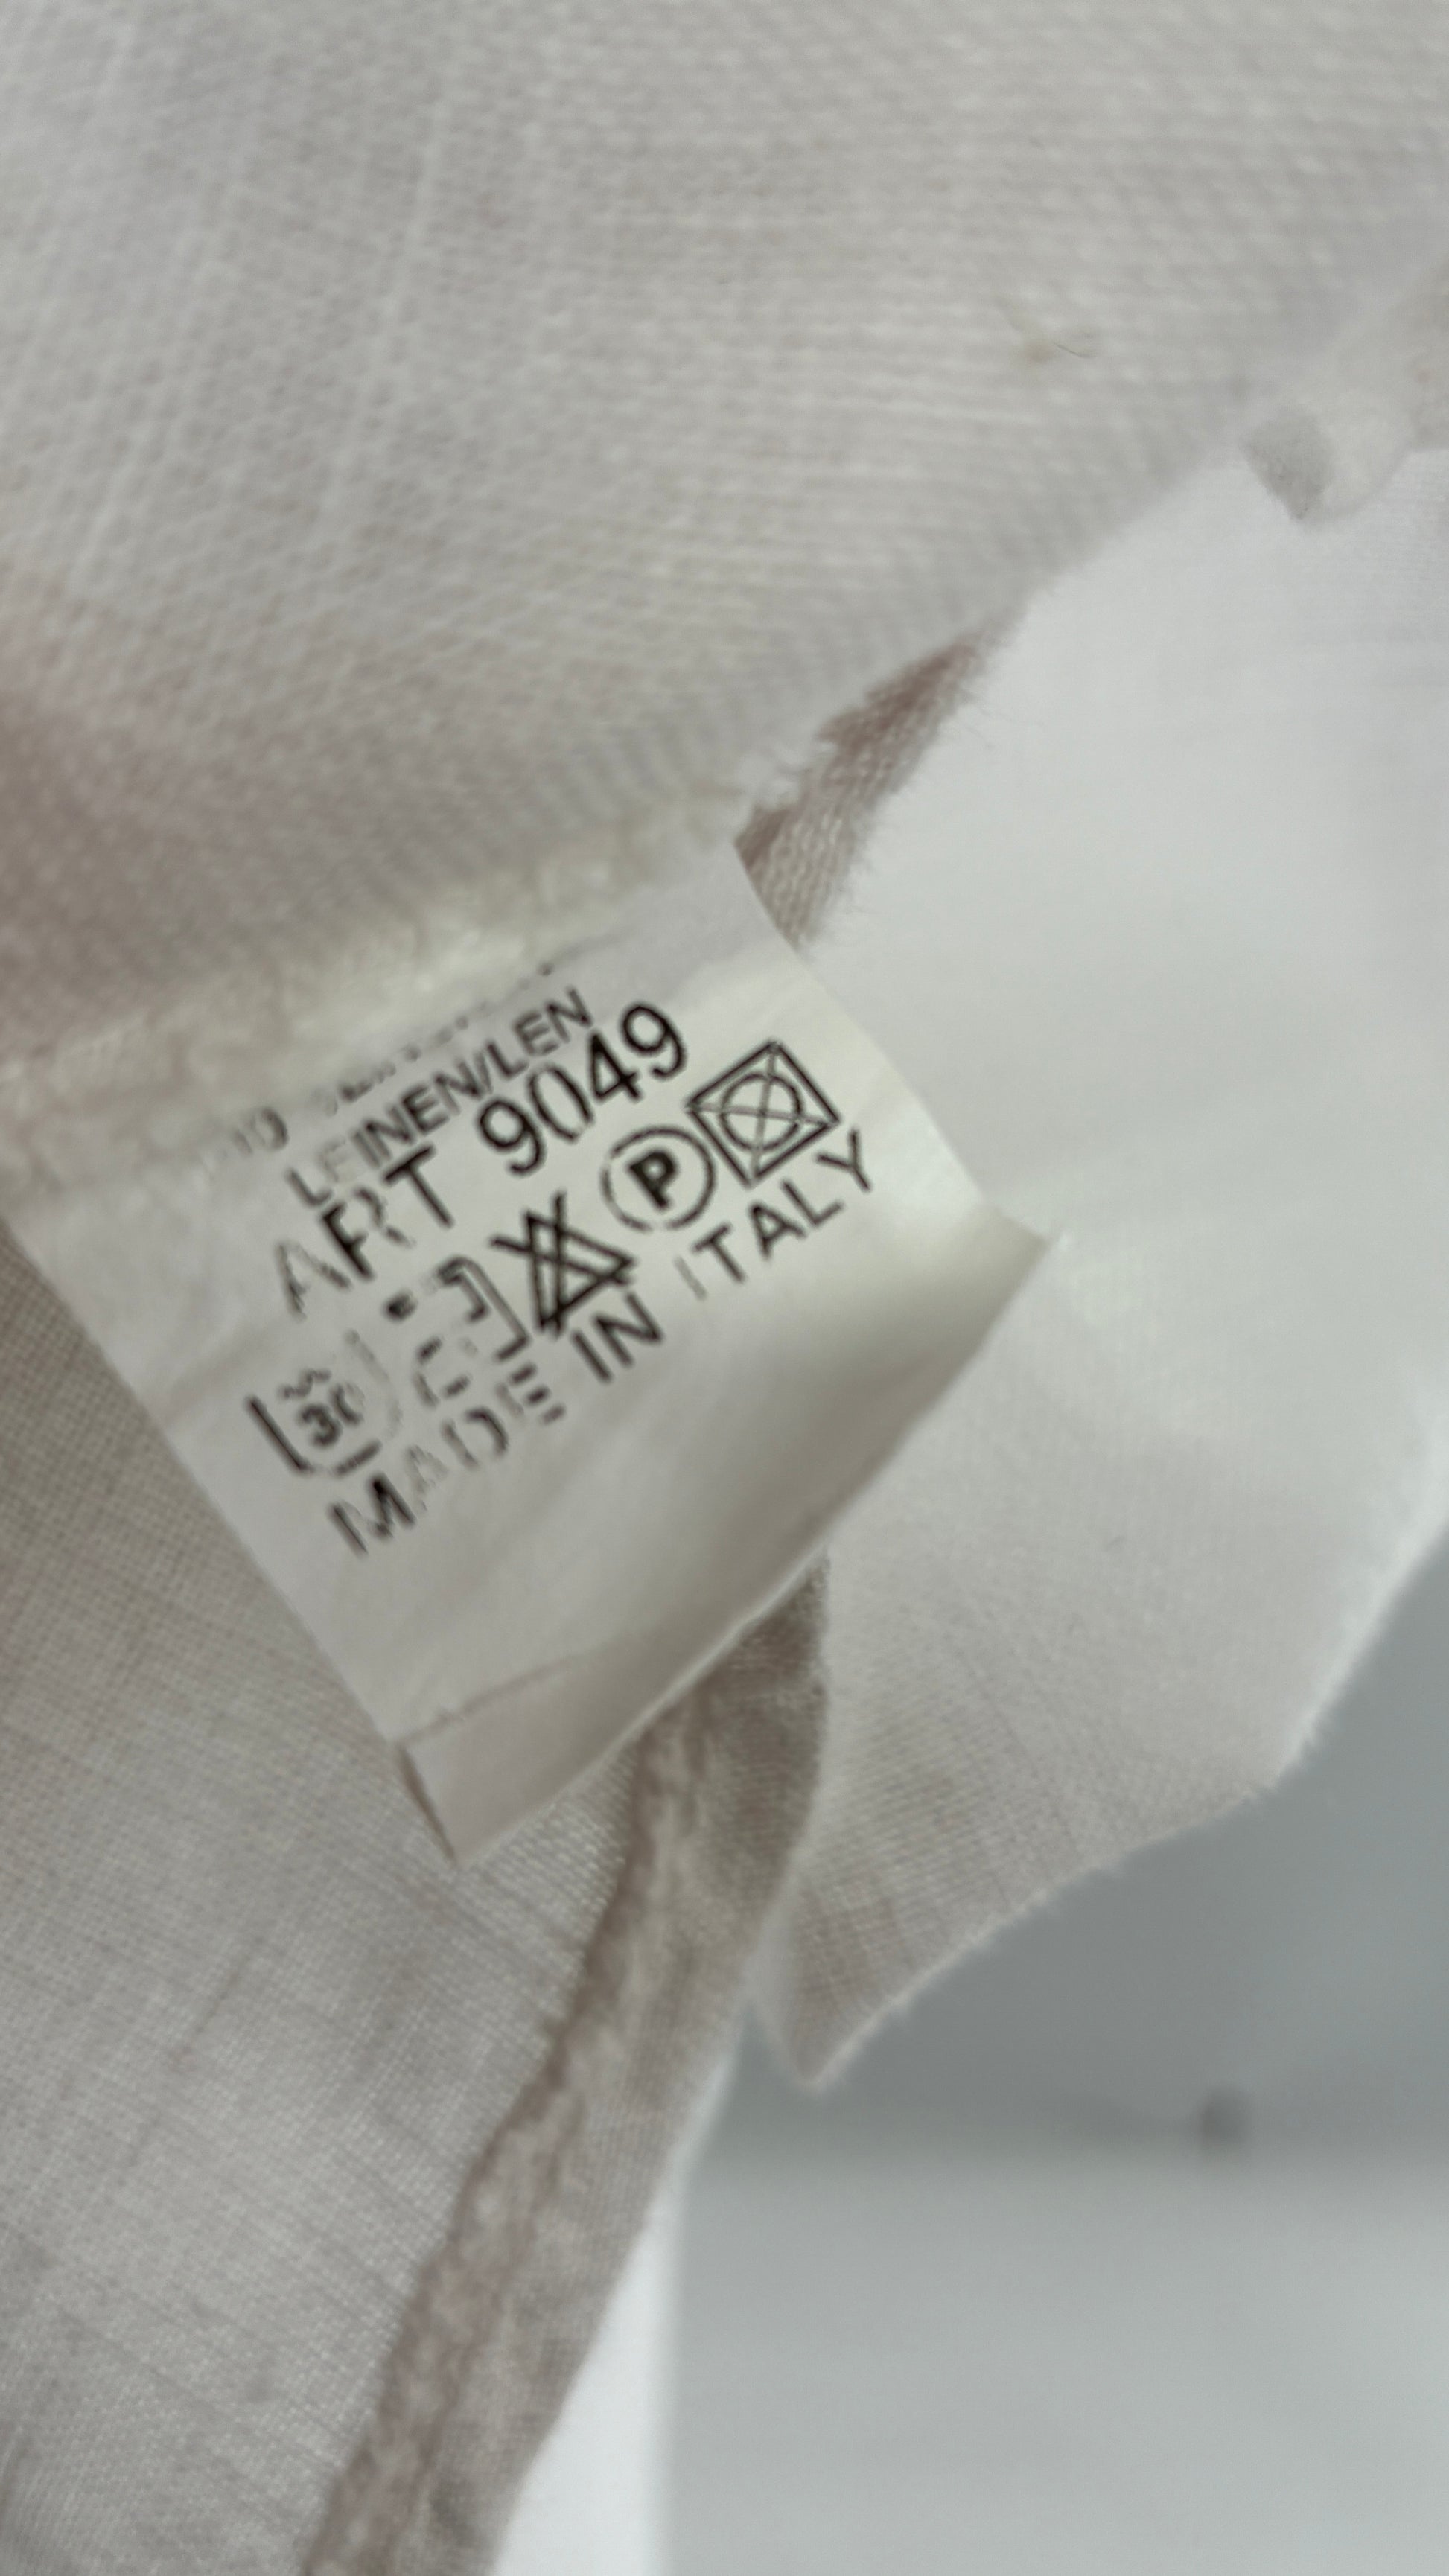 LEINEN/LEN
ART 9049
30 P
MADE IN ITALY